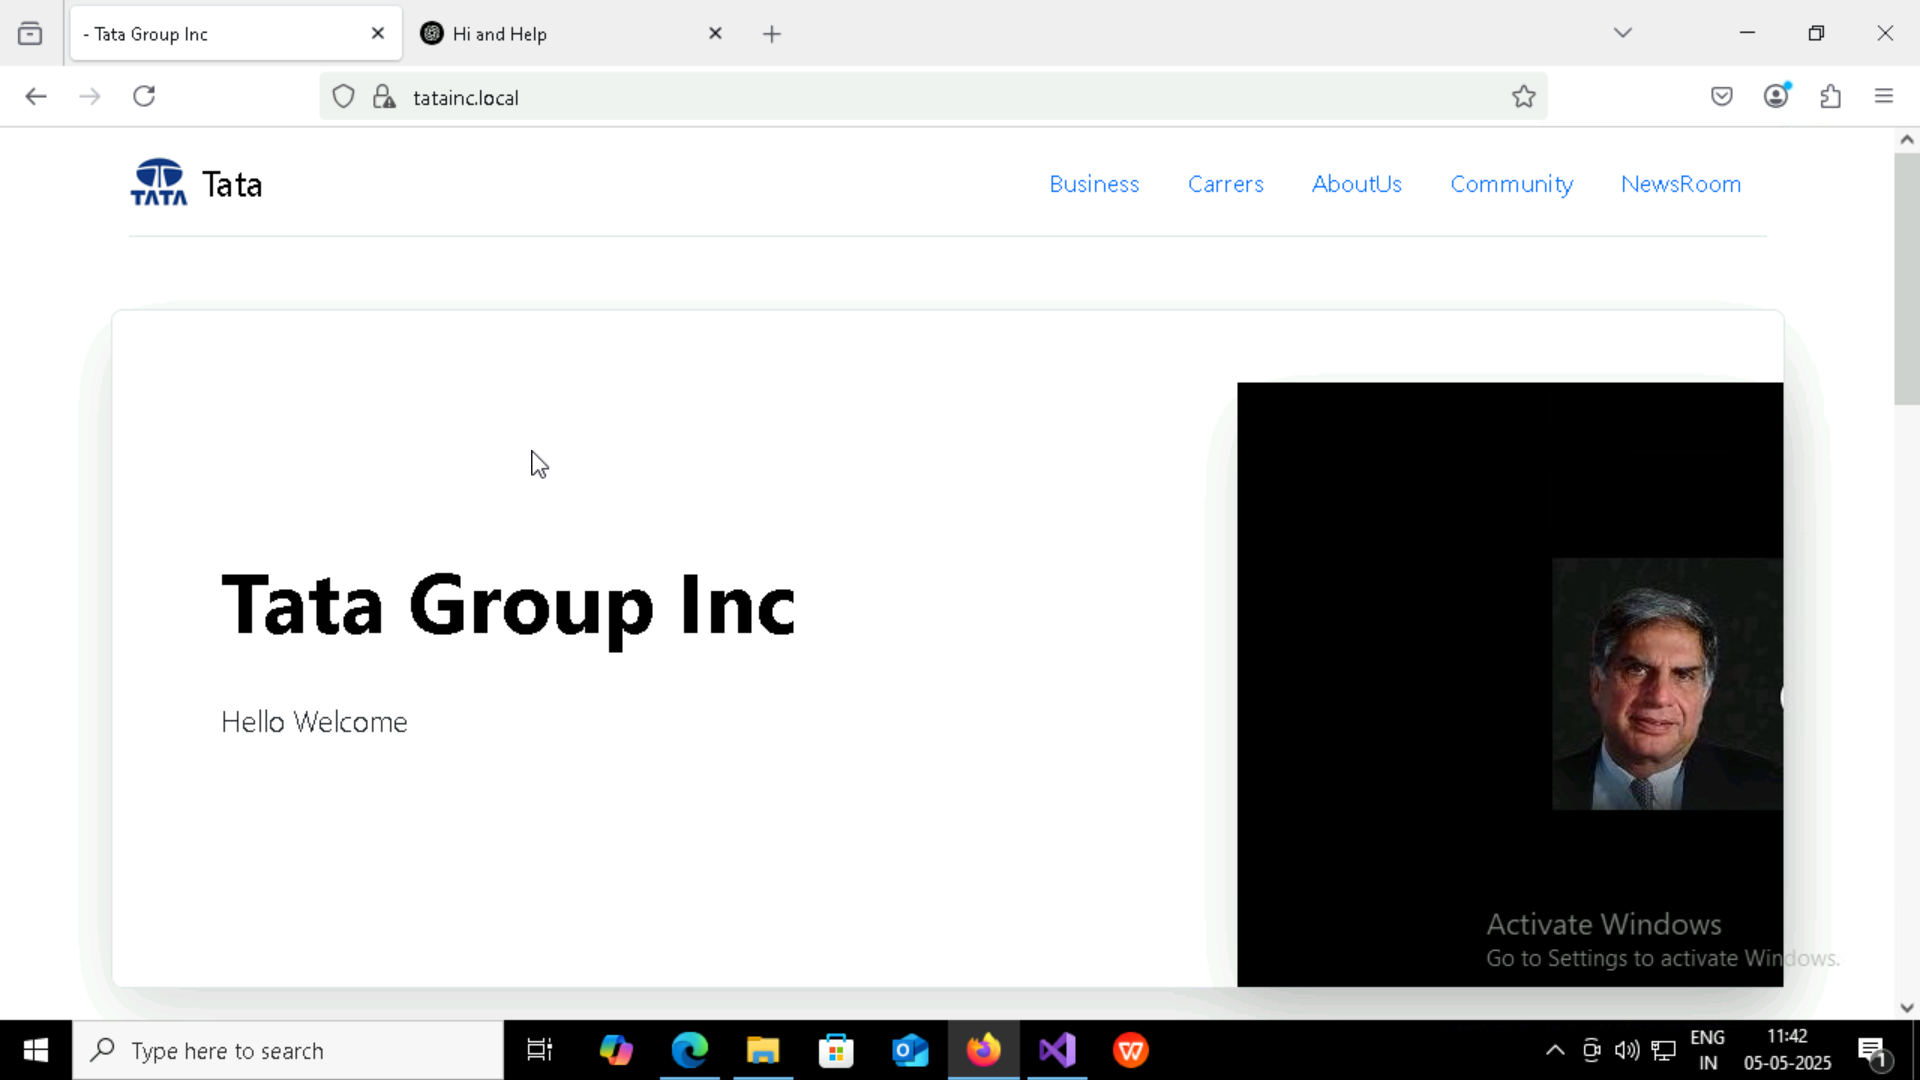 - Tata Group Inc
Hi and Help
tatainc.local
TATA
Tata
Business
Carrers
AboutUs
Community
NewsRoom
Tata Group Inc
Hello Welcome
Activate Windows
Go to Settings to activate Windows.
Type here to search
ENG
IN
11:42
05-05-2025
1